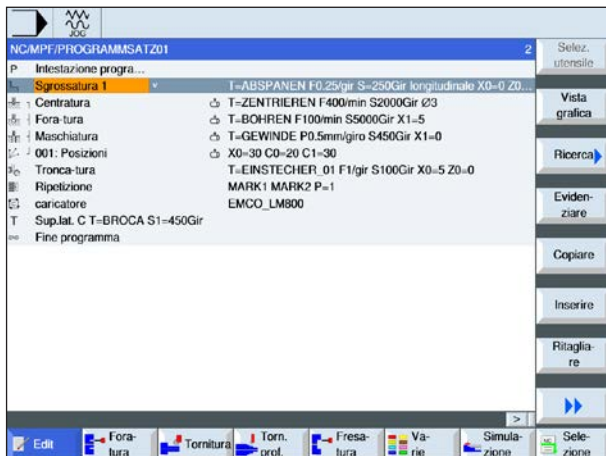 JOG
NC/MPF/PROGRAMMSATZ01 2
P Intestazione progra...
Sgrossatura 1 T=ABSPANEN F0.25/gir S=250Gir longitudinale X0=0 Z0...
Centratura T=ZENTRIEREN F400/min S2000Gir Ø3
Fora-tura T=BOHREN F100/min S5000Gir X1=5
Maschiatura T=GEWINDE P0.5mm/giro S450Gir X1=0
001: Posizioni X0=30 C0=20 C1=30
Tronca-tura T=EINSTECHER_01 F1/gir S100Gir X0=5 Z0=0
Ripetizione MARK1 MARK2 P=1
caricatore EMCO_LM800
T Sup.lat. C T=BROCA S1=450Gir
END Fine programma
>
Selez.
utensile
Vista
grafica
Ricerca
Eviden-
ziare
Copiare
Inserire
Ritaglia-
re
Edit
Fora-
tura
Tornitura
Torn.
prof.
Fresa-
tura
Va-
rie
Simula-
zione
NC
Sele-
zione